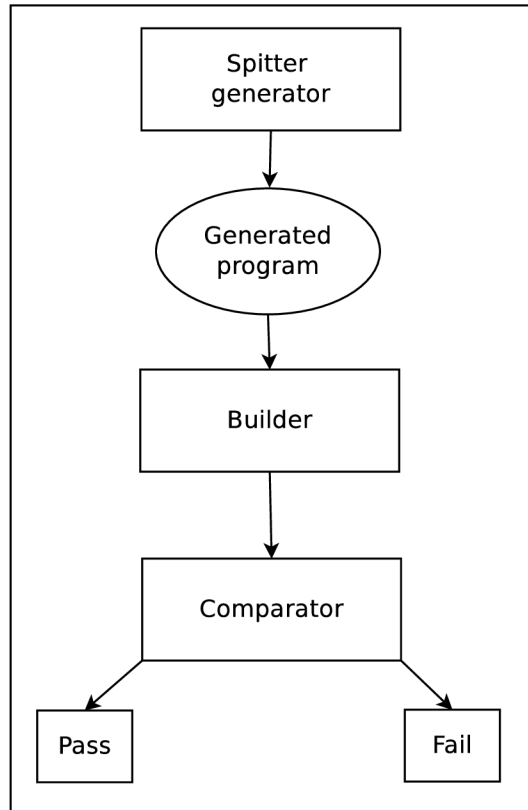 Spitter
generator
Generated
program
Builder
Comparator
Pass
Fail